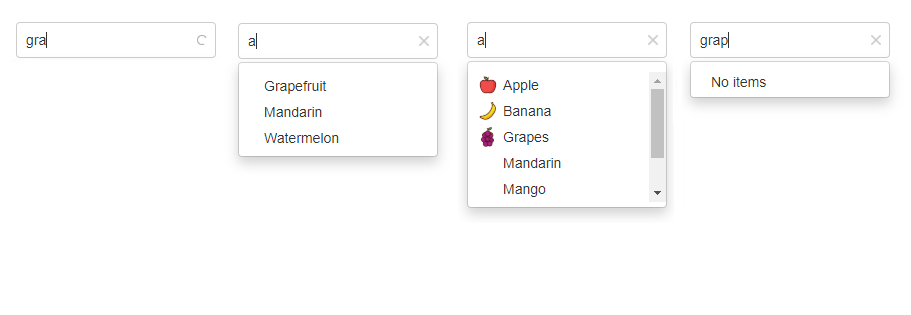 gra
a
Grapefruit
Mandarin
Watermelon
a
Apple
Banana
Grapes
Mandarin
Mango
grap
No items